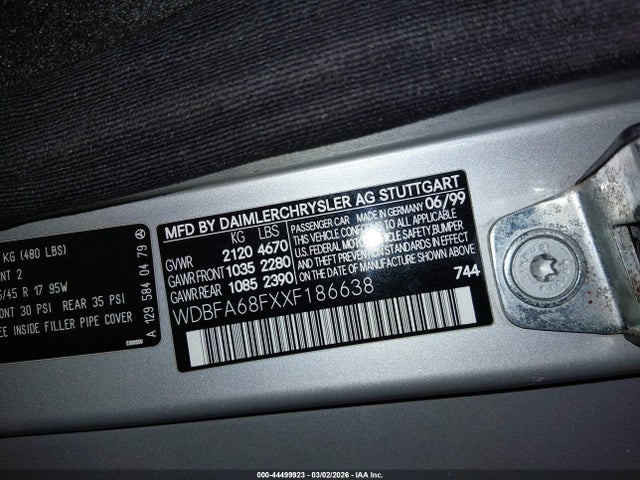 KG (480 LBS)
NT 2
5/45 R 17 95W
ONT 30 PSI REAR 35 PSI
EE INSIDE FILLER PIPE COVER
A 129 584 04 79
MFD BY DAIMLERCHRYSLER AG STUTTGART
KG LBS
GVWR 2120 4670
GAWR FRONT 1035 2280
GAWR REAR 1085 2390
PASSENGER CAR MADE IN GERMANY 06/99
THIS VEHICLE CONFORMS TO ALL APPLICABLE
U.S. FEDERAL MOTOR VEHICLE SAFETY BUMPER
AND THEFT PREVENTION STANDARDS IN EFFECT ON THE
DATE OF MANUFACTURE SHOWN ABOVE
744
WDBFA68FXXF186638
000-44499923 - 03/02/2026 - IAA Inc.